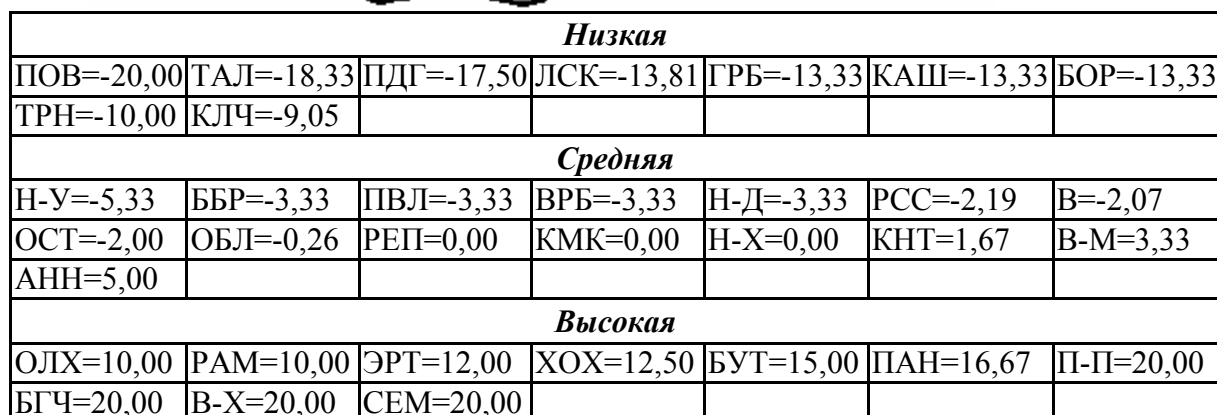 Низкая
ПОВ=-20,00 ТАЛ=-18,33 ПДГ=-17,50 ЛСК=-13,81 ГРБ=-13,33 КАШ=-13,33 БОР=-13,33
ТРН=-10,00 КЛЧ=-9,05
Средняя
Н-У=-5,33 ББР=-3,33 ПВЛ=-3,33 ВРБ=-3,33 Н-Д=-3,33 РСС=-2,19 В=-2,07
ОСТ=-2,00 ОБЛ=-0,26 РЕП=0,00 КМК=0,00 Н-Х=0,00 КНТ=1,67 В-М=3,33
АНН=5,00
Высокая
ОЛХ=10,00 РАМ=10,00 ЭРТ=12,00 ХОХ=12,50 БУТ=15,00 ПАН=16,67 П-П=20,00
БГЧ=20,00 В-Х=20,00 СЕМ=20,00